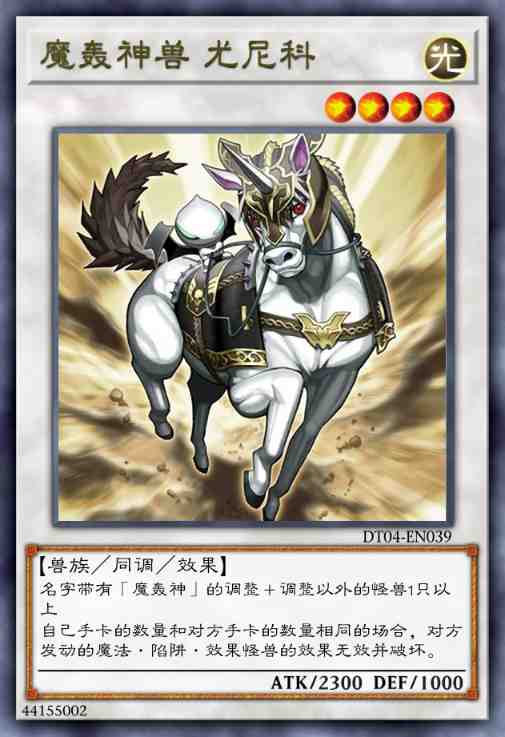 魔轰神兽 尤尼科
光
DT04-EN039
【兽族／同调／效果】
名字带有「魔轰神」的调整＋调整以外的怪兽1只以
上
自己手卡的数量和对方手卡的数量相同的场合，对方
发动的魔法·陷阱·效果怪兽的效果无效并破坏。
ATK/2300 DEF/1000
44155002